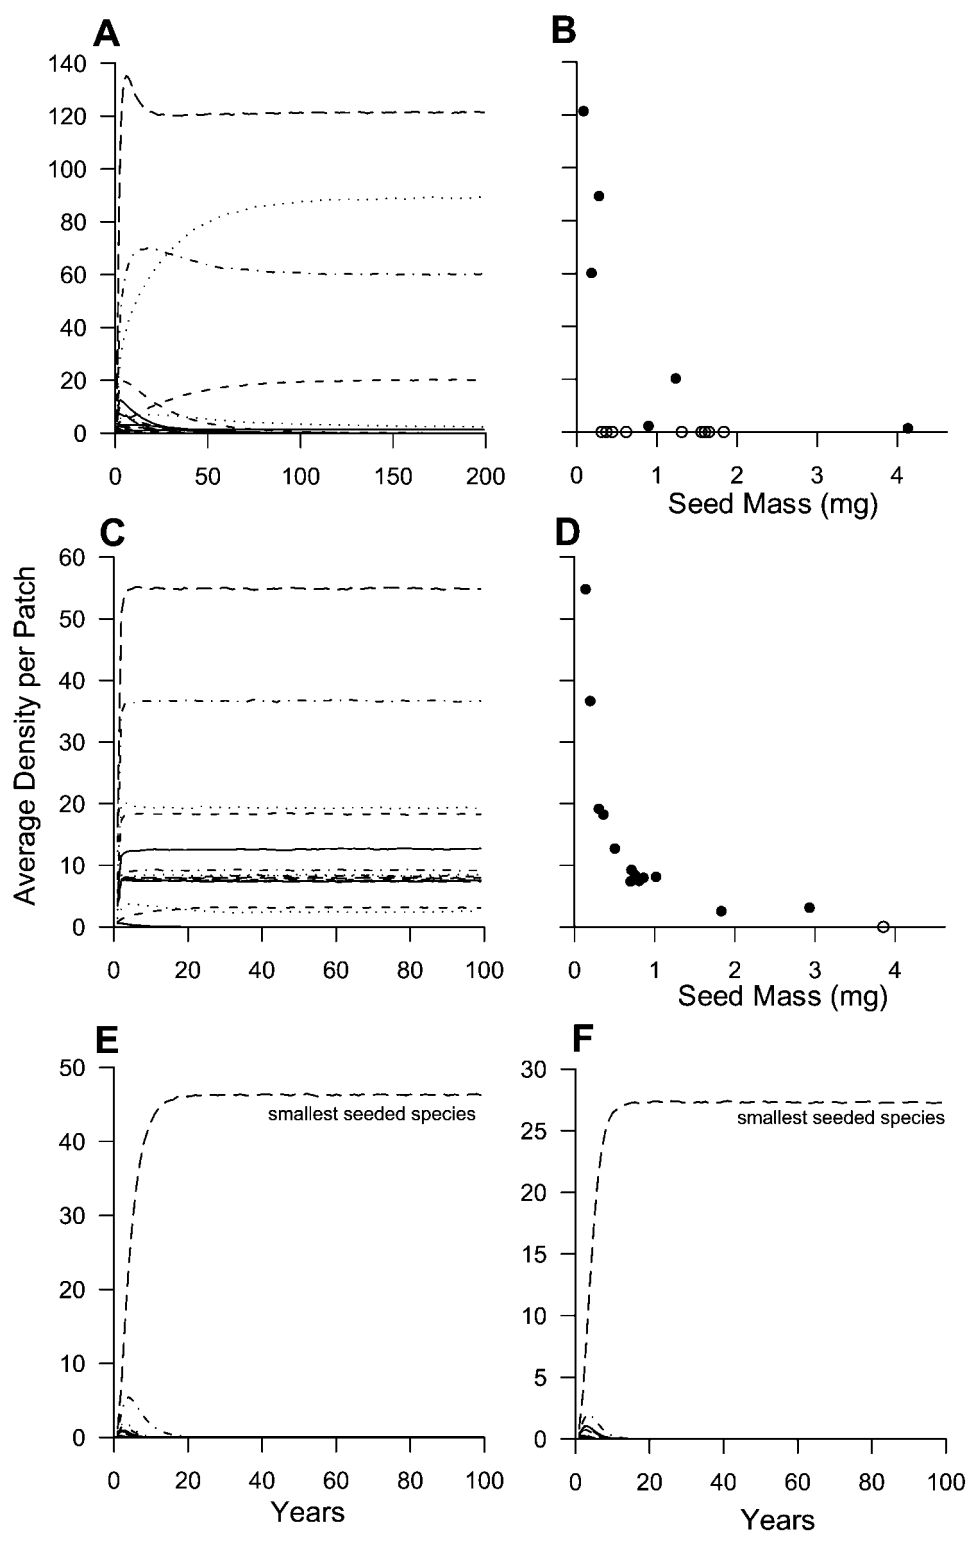 A
B
140
120
100
80
60
40
20
0
0 50 100 150 200
0 1 2 3 4
Seed Mass (mg)
C
D
Average Density per Patch
60
50
40
30
20
10
0
0 20 40 60 80 100
0 1 2 3 4
Seed Mass (mg)
E
F
50
40
30
20
10
0
smallest seeded species
0 20 40 60 80 100
Years
30
25
20
15
10
5
0
smallest seeded species
0 20 40 60 80 100
Years